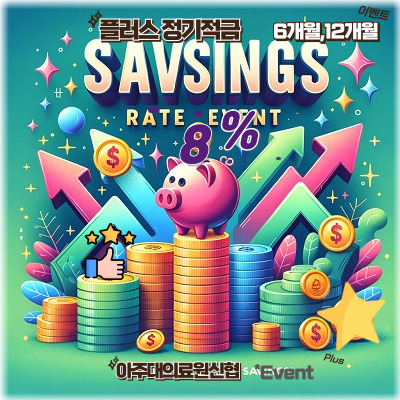 이벤트
플러스 정기적금 6개월,12개월
SAVSINGS
RATE EVENT
8 %
$
$
$
$
Plus
아주대의료원신협 Event